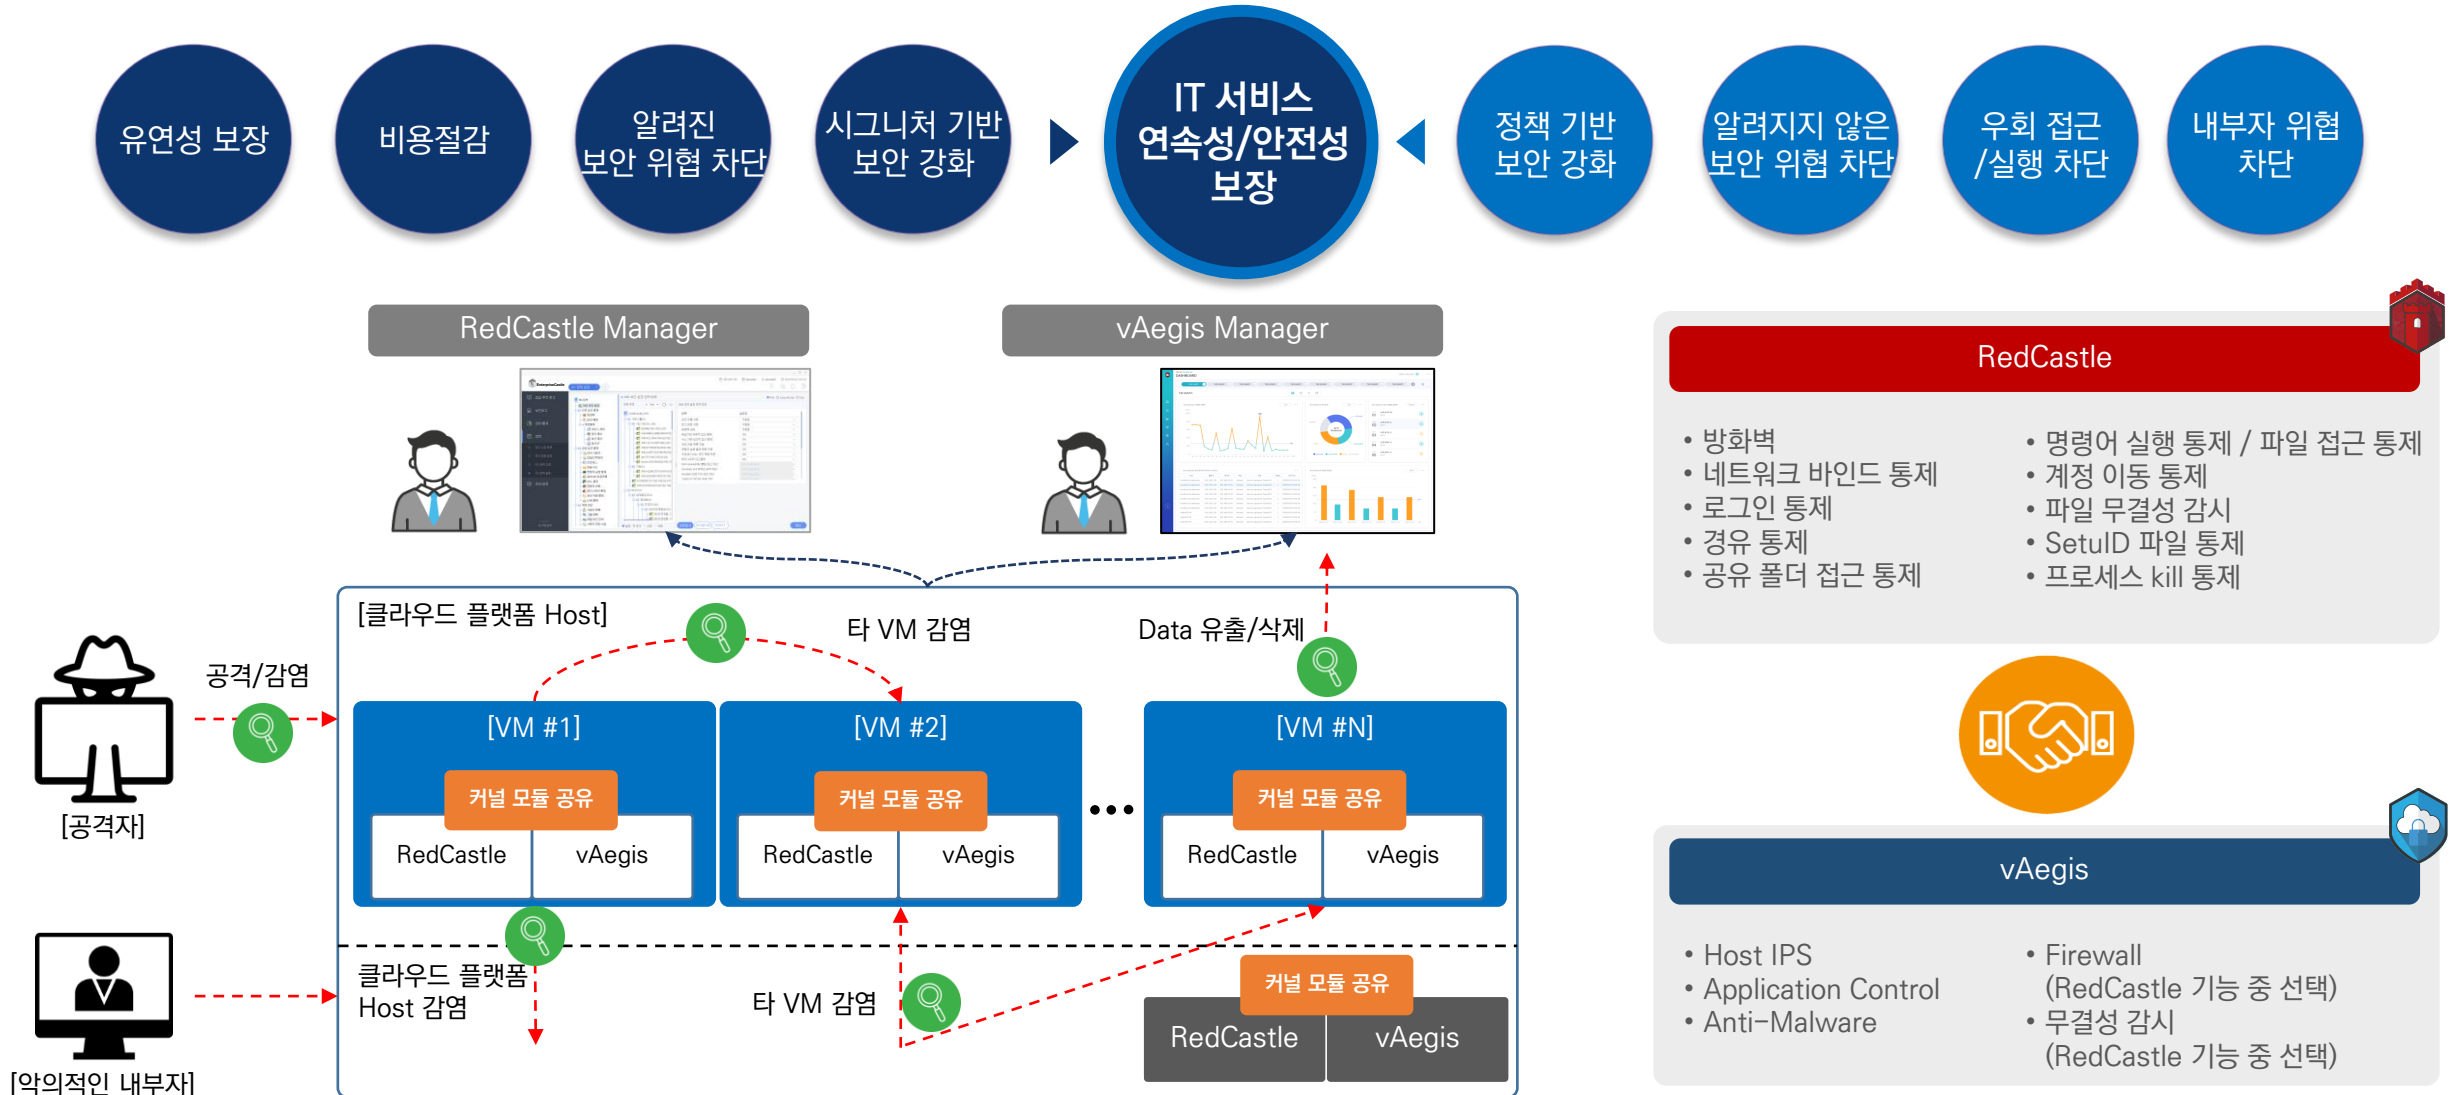 유연성 보장
비용절감
알려진
보안 위협 차단
시그니처 기반
보안 강화
IT 서비스
연속성/안전성
보장
정책 기반
보안 강화
알려지지 않은
보안 위협 차단
우회 접근
/실행 차단
내부자 위협
차단
RedCastle Manager
vAegis Manager
EnterpriseCastle
DASHBOARD
[클라우드 플랫폼 Host]
타 VM 감염
Data 유출/삭제
공격/감염
[공격자]
[VM #1]
커널 모듈 공유
RedCastle
vAegis
[VM #2]
커널 모듈 공유
RedCastle
vAegis
[VM #N]
커널 모듈 공유
RedCastle
vAegis
클라우드 플랫폼
Host 감염
타 VM 감염
커널 모듈 공유
RedCastle
vAegis
[악의적인 내부자]
RedCastle
• 방화벽
• 네트워크 바인드 통제
• 로그인 통제
• 경유 통제
• 공유 폴더 접근 통제
• 명령어 실행 통제 / 파일 접근 통제
• 계정 이동 통제
• 파일 무결성 감시
• SetuID 파일 통제
• 프로세스 kill 통제
vAegis
• Host IPS
• Application Control
• Anti-Malware
• Firewall
(RedCastle 기능 중 선택)
• 무결성 감시
(RedCastle 기능 중 선택)